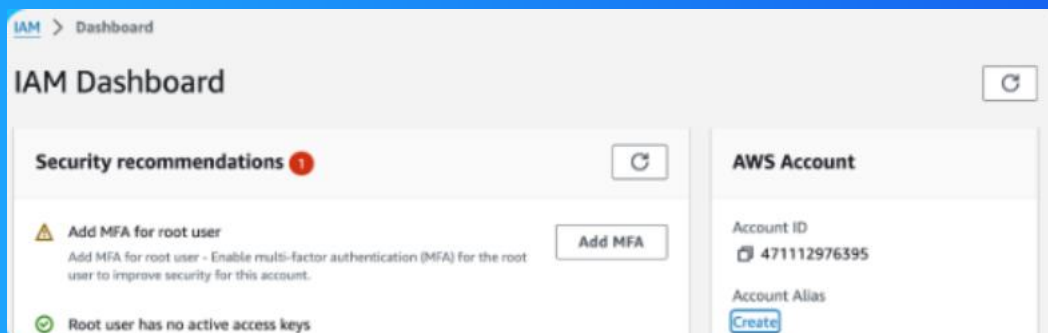 IAM > Dashboard
IAM Dashboard
Security recommendations 1
Add MFA for root user
Add MFA for root user - Enable multi-factor authentication (MFA) for the root
user to improve security for this account.
Add MFA
Root user has no active access keys
AWS Account
Account ID
471112976395
Account Alias
Create